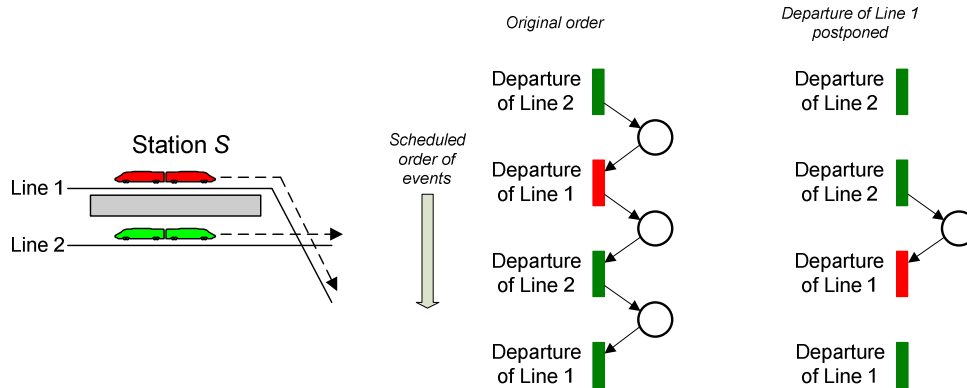 Original order
Departure of Line 1
postponed
Departure
of Line 2
Departure
of Line 2
Station S
Line 1
Line 2
Scheduled
order of
events
Departure
of Line 1
Departure
of Line 2
Departure
of Line 2
Departure
of Line 1
Departure
of Line 1
Departure
of Line 1